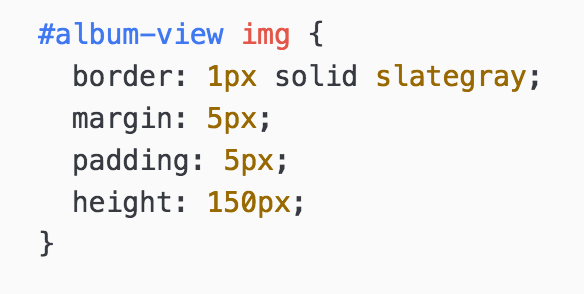 #album-view img {
  border: 1px solid slategray;
  margin: 5px;
  padding: 5px;
  height: 150px;
}